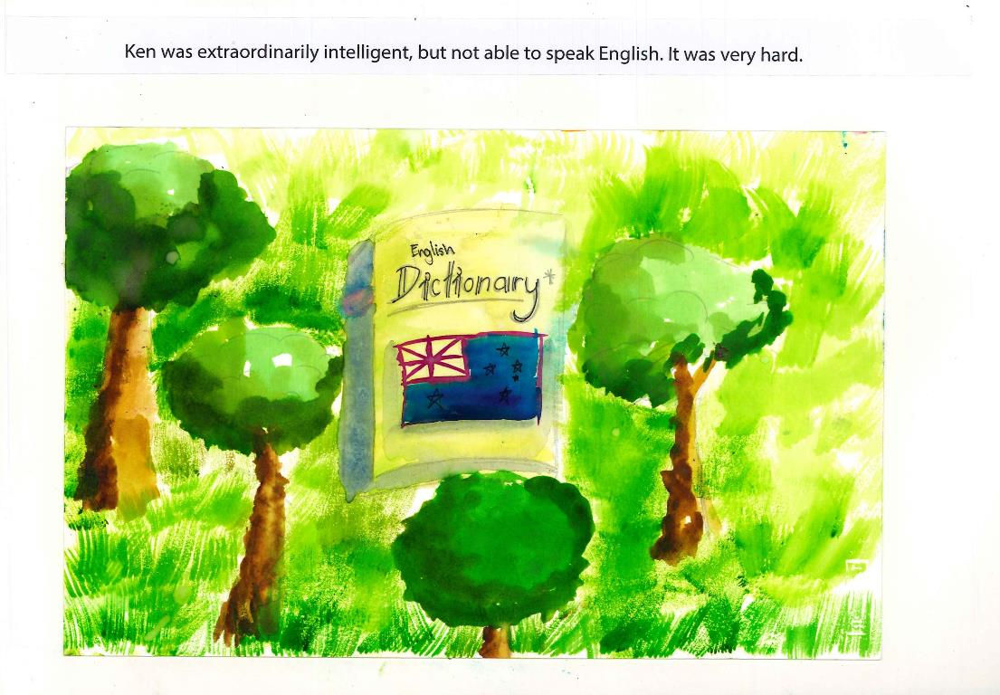 Ken was extraordinarily intelligent, but not able to speak English. It was very hard.
English
Dictionary*